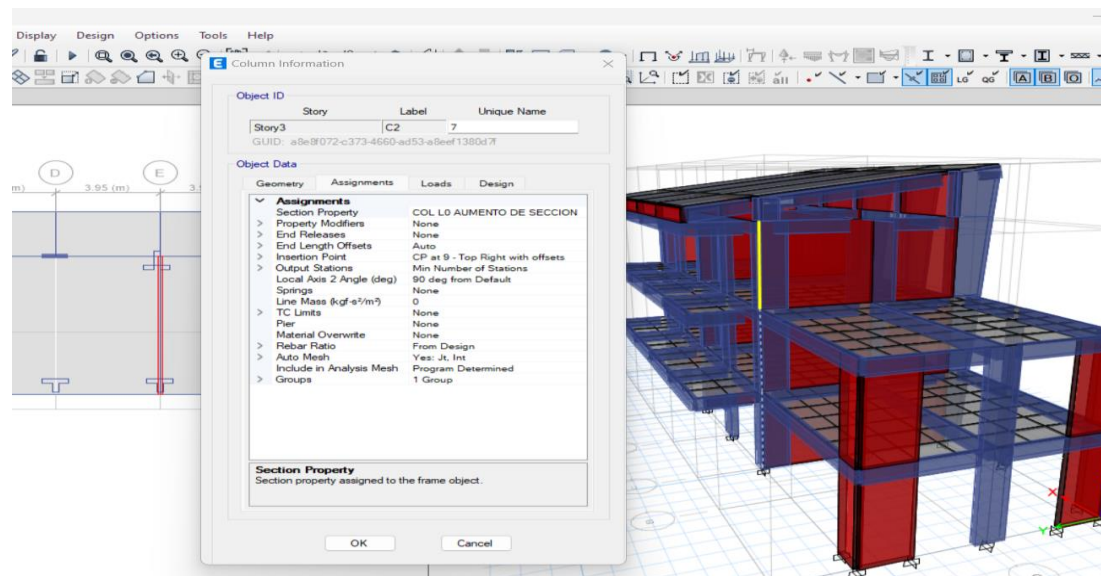 Display Design Options Tools Help
Column Information
Object ID
Story Label Unique Name
Story3 C2 7
GUID: a8e8f072-c373-4660-ad53-a8eef1380d7f
Object Data
Geometry Assignments Loads Design
Assignments
Section Property COL L0 AUMENTO DE SECCION
Property Modifiers None
End Releases None
End Length Offsets Auto
Insertion Point CP at 9 - Top Right with offsets
Output Stations Min Number of Stations
Local Axis 2 Angle (deg) 90 deg from Default
Springs None
Line Mass (kgf-s²/m²) 0
TC Limits None
Pier None
Material Overwrite None
Rebar Ratio From Design
Auto Mesh Yes: Jt, Int
Include in Analysis Mesh Program Determined
Groups 1 Group
Section Property
Section property assigned to the frame object.
OK Cancel
D E
3.95 (m)
X
Y